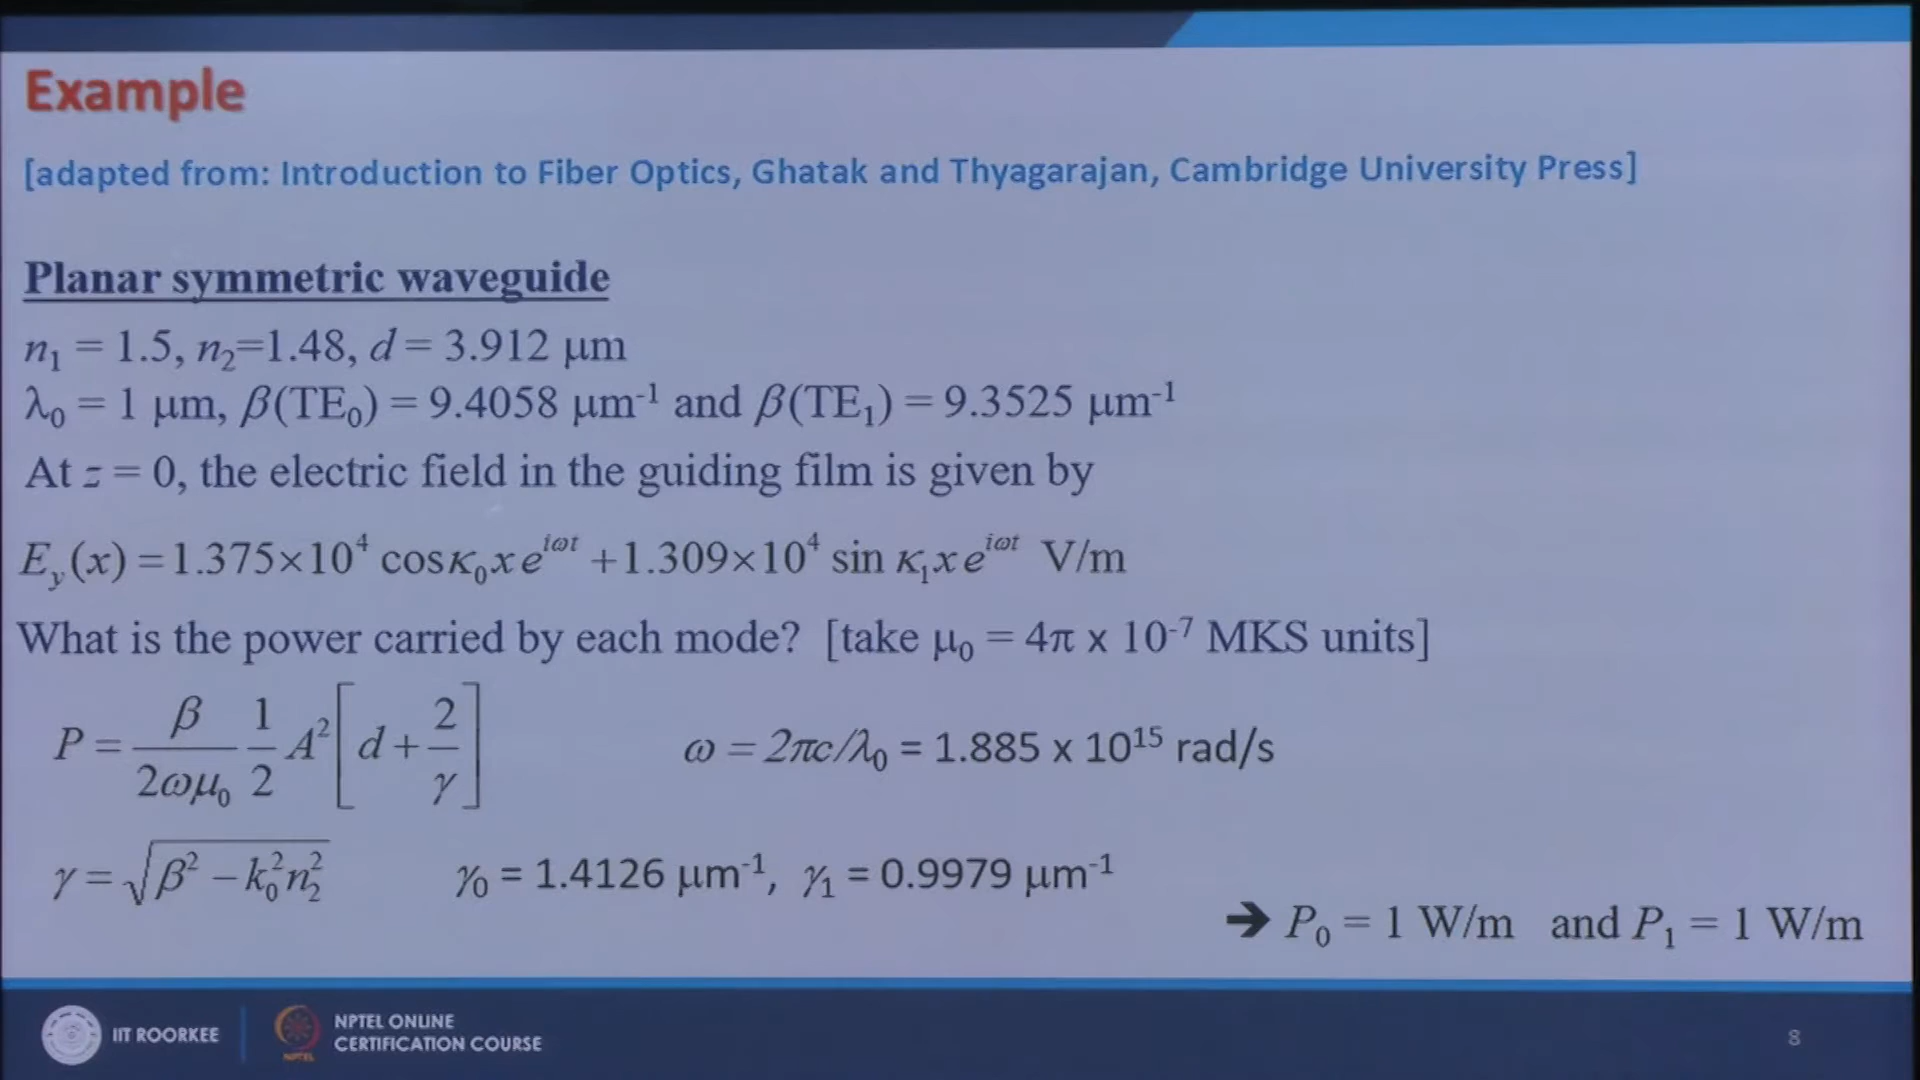 Example
[adapted from: Introduction to Fiber Optics, Ghatak and Thyagarajan, Cambridge University Press]
Planar symmetric waveguide
n₁ = 1.5, n₂=1.48, d = 3.912 μm
λ₀ = 1 μm, β(TE₀) = 9.4058 μm⁻¹ and β(TE₁) = 9.3525 μm⁻¹
At z = 0, the electric field in the guiding film is given by
E_y(x) = 1.375×10⁴ cos κ₀x e^{iωt} + 1.309×10⁴ sin κ₁x e^{iωt} V/m
What is the power carried by each mode? [take μ₀ = 4π x 10⁻⁷ MKS units]
P = β/(2ωμ₀) 1/2 A² [d + 2/γ]   ω = 2πc/λ₀ = 1.885 x 10¹⁵ rad/s
γ = √(β² − k₀²n₂²)   γ₀ = 1.4126 μm⁻¹, γ₁ = 0.9979 μm⁻¹
➔ P₀ = 1 W/m and P₁ = 1 W/m
IIT ROORKEE
NPTEL
NPTEL ONLINE
CERTIFICATION COURSE
8